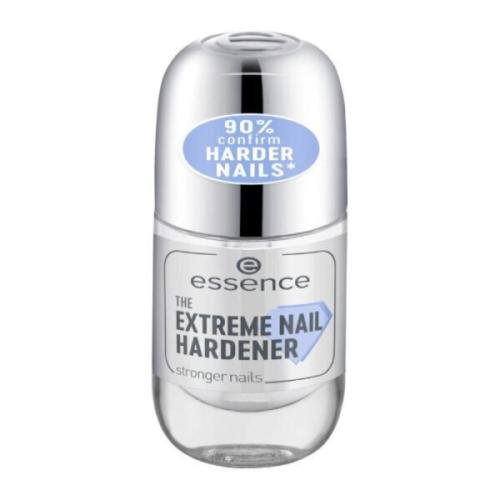 90%
confirm
HARDER
NAILS*
e
essence
THE
EXTREME NAIL
HARDENER
stronger nails